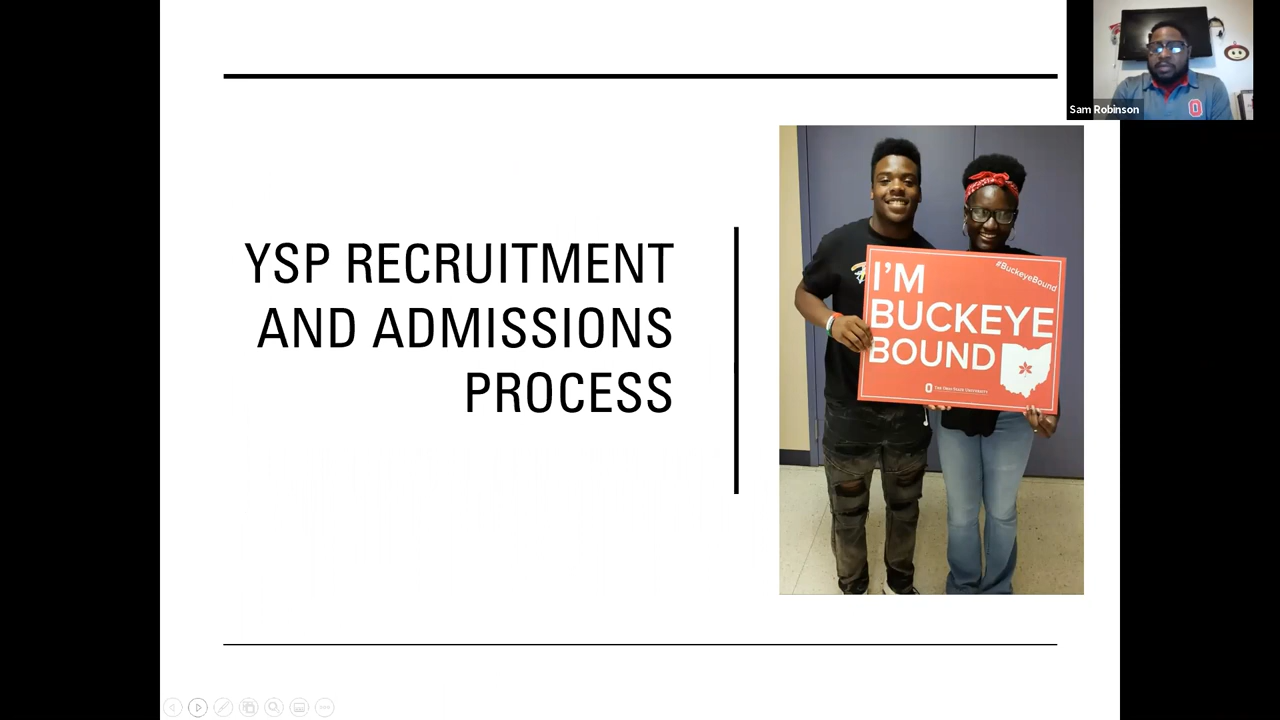 Sam Robinson
YSP RECRUITMENT
AND ADMISSIONS
PROCESS
#BuckeyeBound
I'M
BUCKEYE
BOUND
THE OHIO STATE UNIVERSITY
O